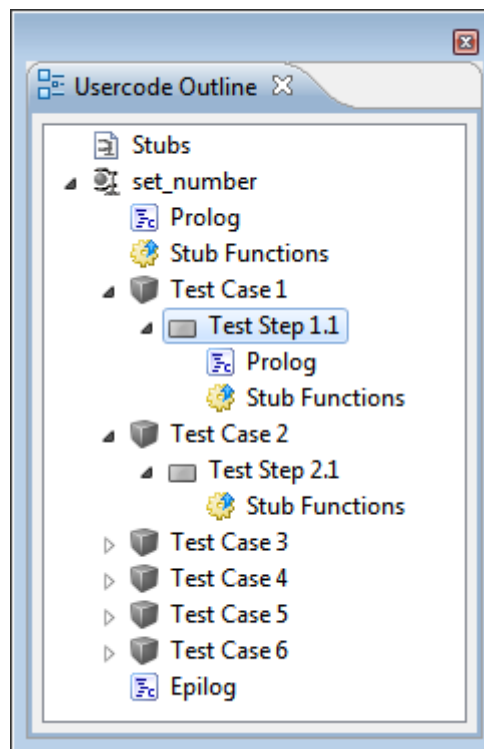 Usercode Outline
Stubs
set_number
Prolog
Stub Functions
Test Case 1
Test Step 1.1
Prolog
Stub Functions
Test Case 2
Test Step 2.1
Stub Functions
Test Case 3
Test Case 4
Test Case 5
Test Case 6
Epilog